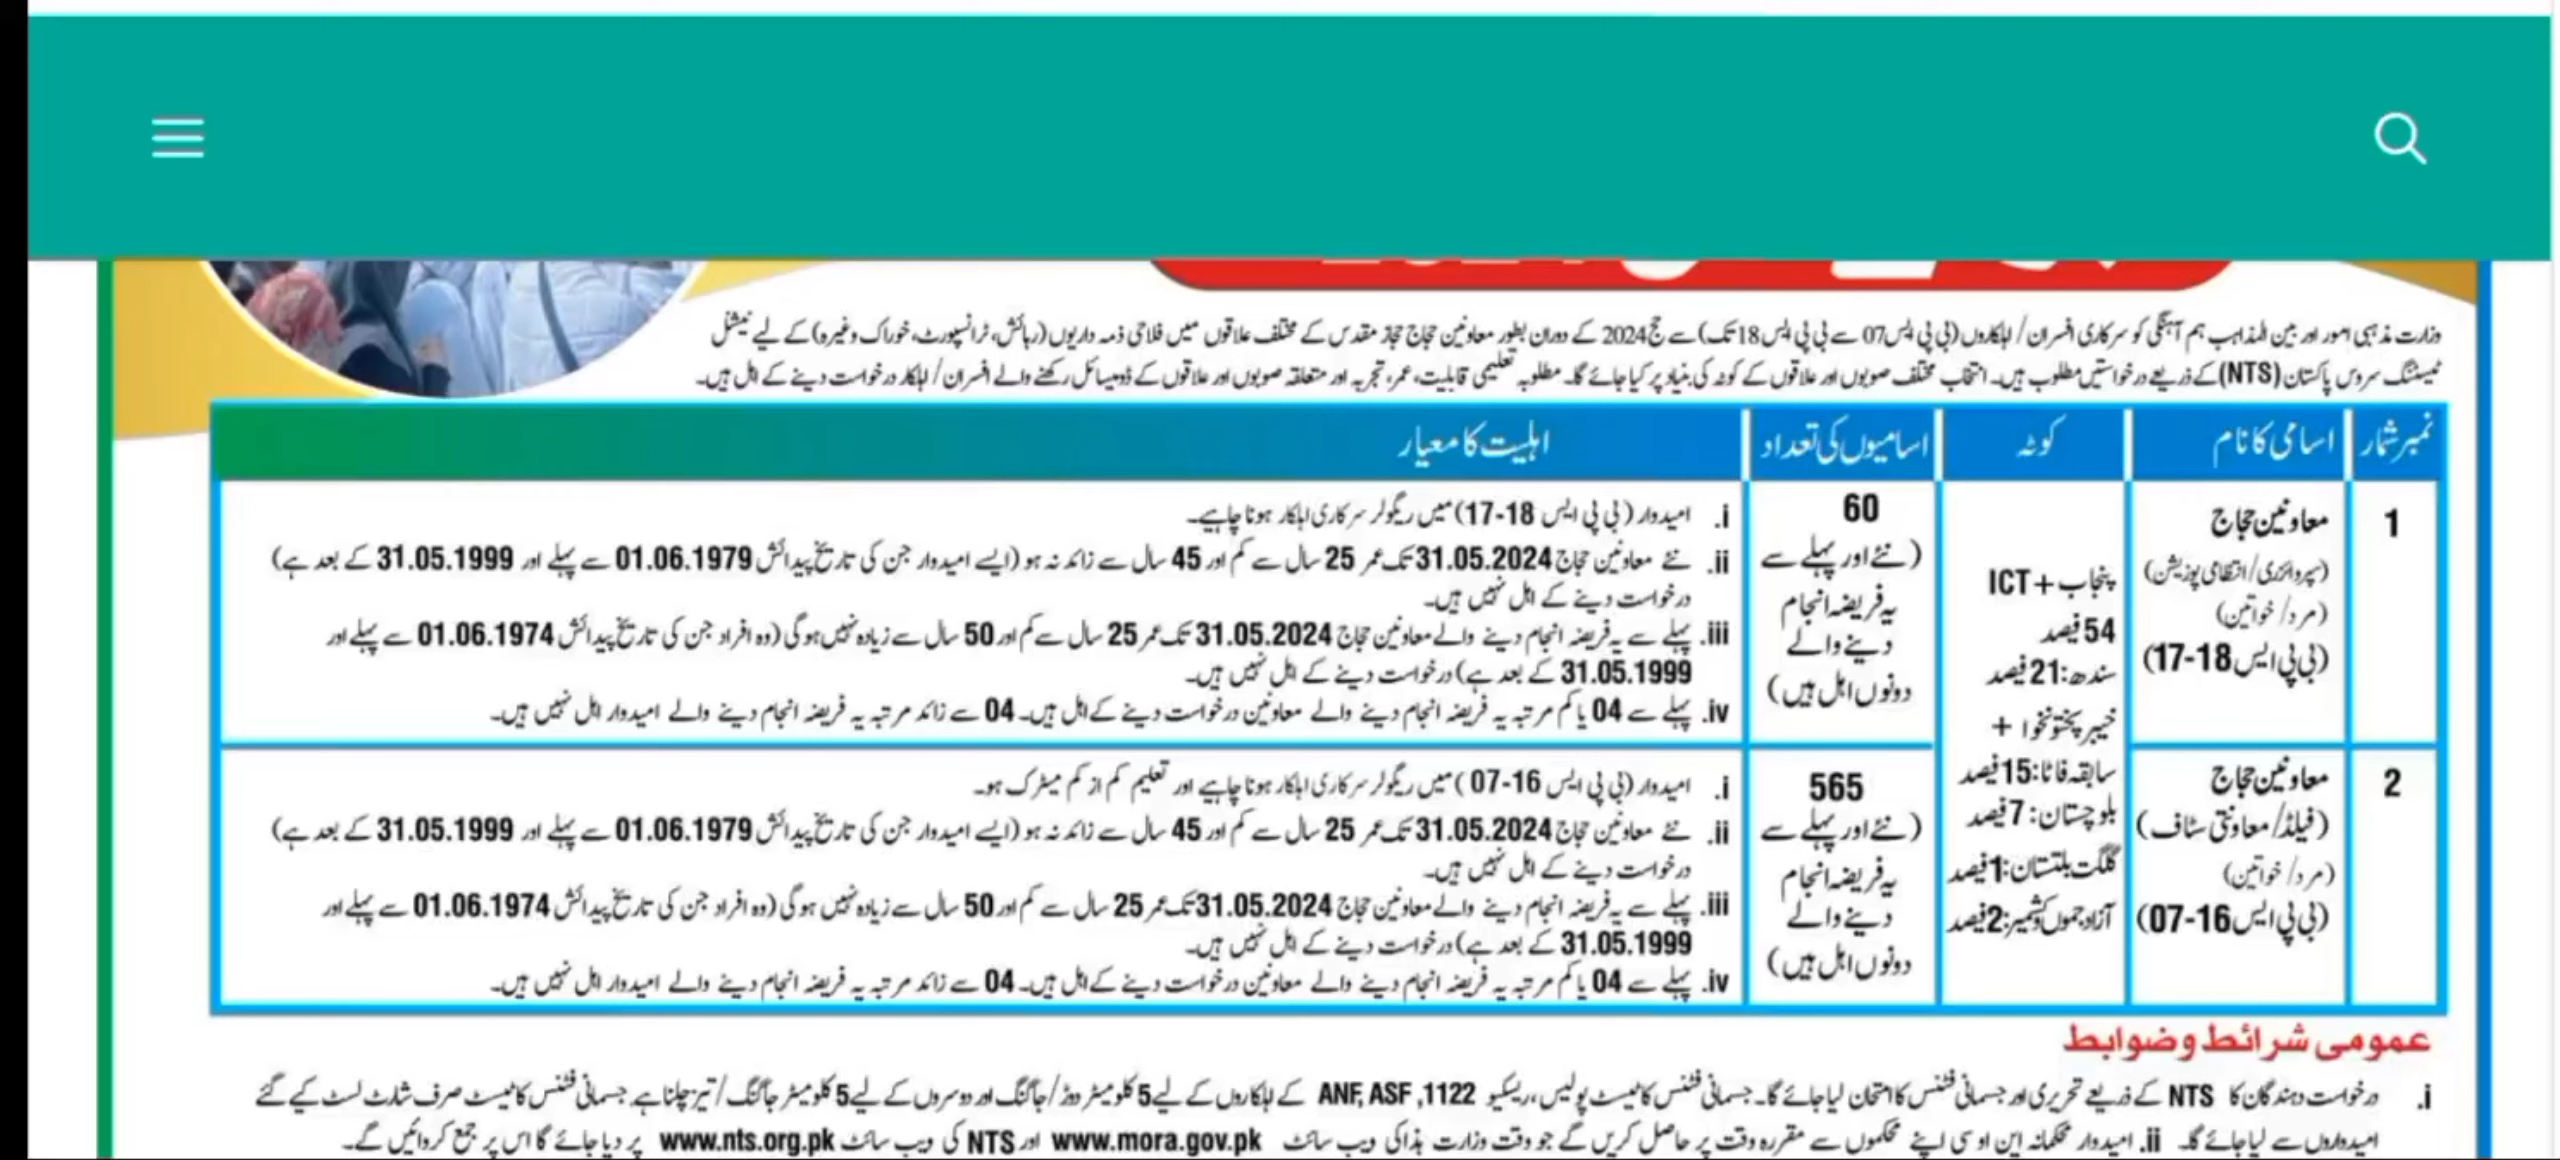 وزارت مذہبی امور اور بین المذاہب ہم آہنگی کو سرکاری افسران / اہلکاروں (بی پی ایس 07 سے بی پی ایس 18 تک) سے حج 2024 کے دوران بطور معاونین حجاج حجاز مقدس کے مختلف علاقوں میں فلاحی ذمہ داریوں (رہائش، ٹرانسپورٹ، خوراک وغیرہ) کے لیے نیشنل
ٹیسٹنگ سروس پاکستان (NTS) کے ذریعے درخواستیں مطلوب ہیں۔ انتخاب مختلف صوبوں اور علاقوں کے کوٹہ کی بنیاد پر کیا جائے گا۔ مطلوبہ تعلیمی قابلیت، عمر، تجربہ اور متعلقہ صوبوں اور علاقوں کے ڈومیسائل رکھنے والے افسران / اہلکار درخواست دینے کے اہل ہیں۔
نمبر شمار
اسامی کا نام
کوٹہ
اسامیوں کی تعداد
اہلیت کا معیار
1
معاونین حجاج
(سپروائزری/انتظامی پوزیشن)
(مرد/ خواتین)
(بی پی ایس 18-17)
پنجاب + ICT
54 فیصد
سندھ: 21 فیصد
خیبر پختونخوا +
سابقہ فاٹا: 15 فیصد
بلوچستان: 7 فیصد
گلگت بلتستان: 1 فیصد
آزاد جموں و کشمیر: 2 فیصد
60
(نئے اور پہلے سے
یہ فریضہ انجام
دینے والے
دونوں اہل ہیں)
i. امیدوار (بی پی ایس 18-17) میں ریگولر سرکاری اہلکار ہونا چاہیے۔
ii. نئے معاونین حجاج 31.05.2024 تک عمر 25 سال سے کم اور 45 سال سے زائد نہ ہو (ایسے امیدوار جن کی تاریخ پیدائش 01.06.1979 سے پہلے اور 31.05.1999 کے بعد ہے)
درخواست دینے کے اہل نہیں ہیں۔
iii. پہلے سے یہ فریضہ انجام دینے والے معاونین حجاج 31.05.2024 تک عمر 25 سال سے کم اور 50 سال سے زیادہ نہیں ہوگی (وہ افراد جن کی تاریخ پیدائش 01.06.1974 سے پہلے اور
31.05.1999 کے بعد ہے) درخواست دینے کے اہل نہیں ہیں۔
iv. پہلے سے 04 یا کم مرتبہ یہ فریضہ انجام دینے والے معاونین درخواست دینے کے اہل ہیں۔ 04 سے زائد مرتبہ یہ فریضہ انجام دینے والے امیدوار اہل نہیں ہیں۔
2
معاونین حجاج
(فیلڈ/ معاونتی سٹاف)
(مرد/ خواتین)
(بی پی ایس 16-07)
565
(نئے اور پہلے سے
یہ فریضہ انجام
دینے والے
دونوں اہل ہیں)
i. امیدوار (بی پی ایس 16-07) میں ریگولر سرکاری اہلکار ہونا چاہیے اور تعلیم کم از کم میٹرک ہو۔
ii. نئے معاونین حجاج 31.05.2024 تک عمر 25 سال سے کم اور 45 سال سے زائد نہ ہو (ایسے امیدوار جن کی تاریخ پیدائش 01.06.1979 سے پہلے اور 31.05.1999 کے بعد ہے)
درخواست دینے کے اہل نہیں ہیں۔
iii. پہلے سے یہ فریضہ انجام دینے والے معاونین حجاج 31.05.2024 تک عمر 25 سال سے کم اور 50 سال سے زیادہ نہیں ہوگی (وہ افراد جن کی تاریخ پیدائش 01.06.1974 سے پہلے اور
31.05.1999 کے بعد ہے) درخواست دینے کے اہل نہیں ہیں۔
iv. پہلے سے 04 یا کم مرتبہ یہ فریضہ انجام دینے والے معاونین درخواست دینے کے اہل ہیں۔ 04 سے زائد مرتبہ یہ فریضہ انجام دینے والے امیدوار اہل نہیں ہیں۔
عمومی شرائط و ضوابط
i. درخواست دہندگان کا NTS کے ذریعے تحریری اور جسمانی فٹنس کا امتحان لیا جائے گا۔ جسمانی فٹنس کا ٹیسٹ پولیس، ریسکیو 1122, ANF, ASF کے اہلکاروں کے لیے 5 کلومیٹر دوڑ/جاگنگ اور دوسروں کے لیے 5 کلومیٹر جاگنگ/ تیز چلنا ہے۔ جسمانی فٹنس کا ٹیسٹ صرف شارٹ لسٹ کیے گئے
امیدواروں سے لیا جائے گا۔ ii. امیدوار محکمانہ این او سی اپنے محکموں سے مقررہ وقت پر حاصل کریں گے جو وقت وزارت ہذا کی ویب سائٹ www.mora.gov.pk اور NTS کی ویب سائٹ www.nts.org.pk پر دیا جائے گا اس پر جمع کروائیں گے۔